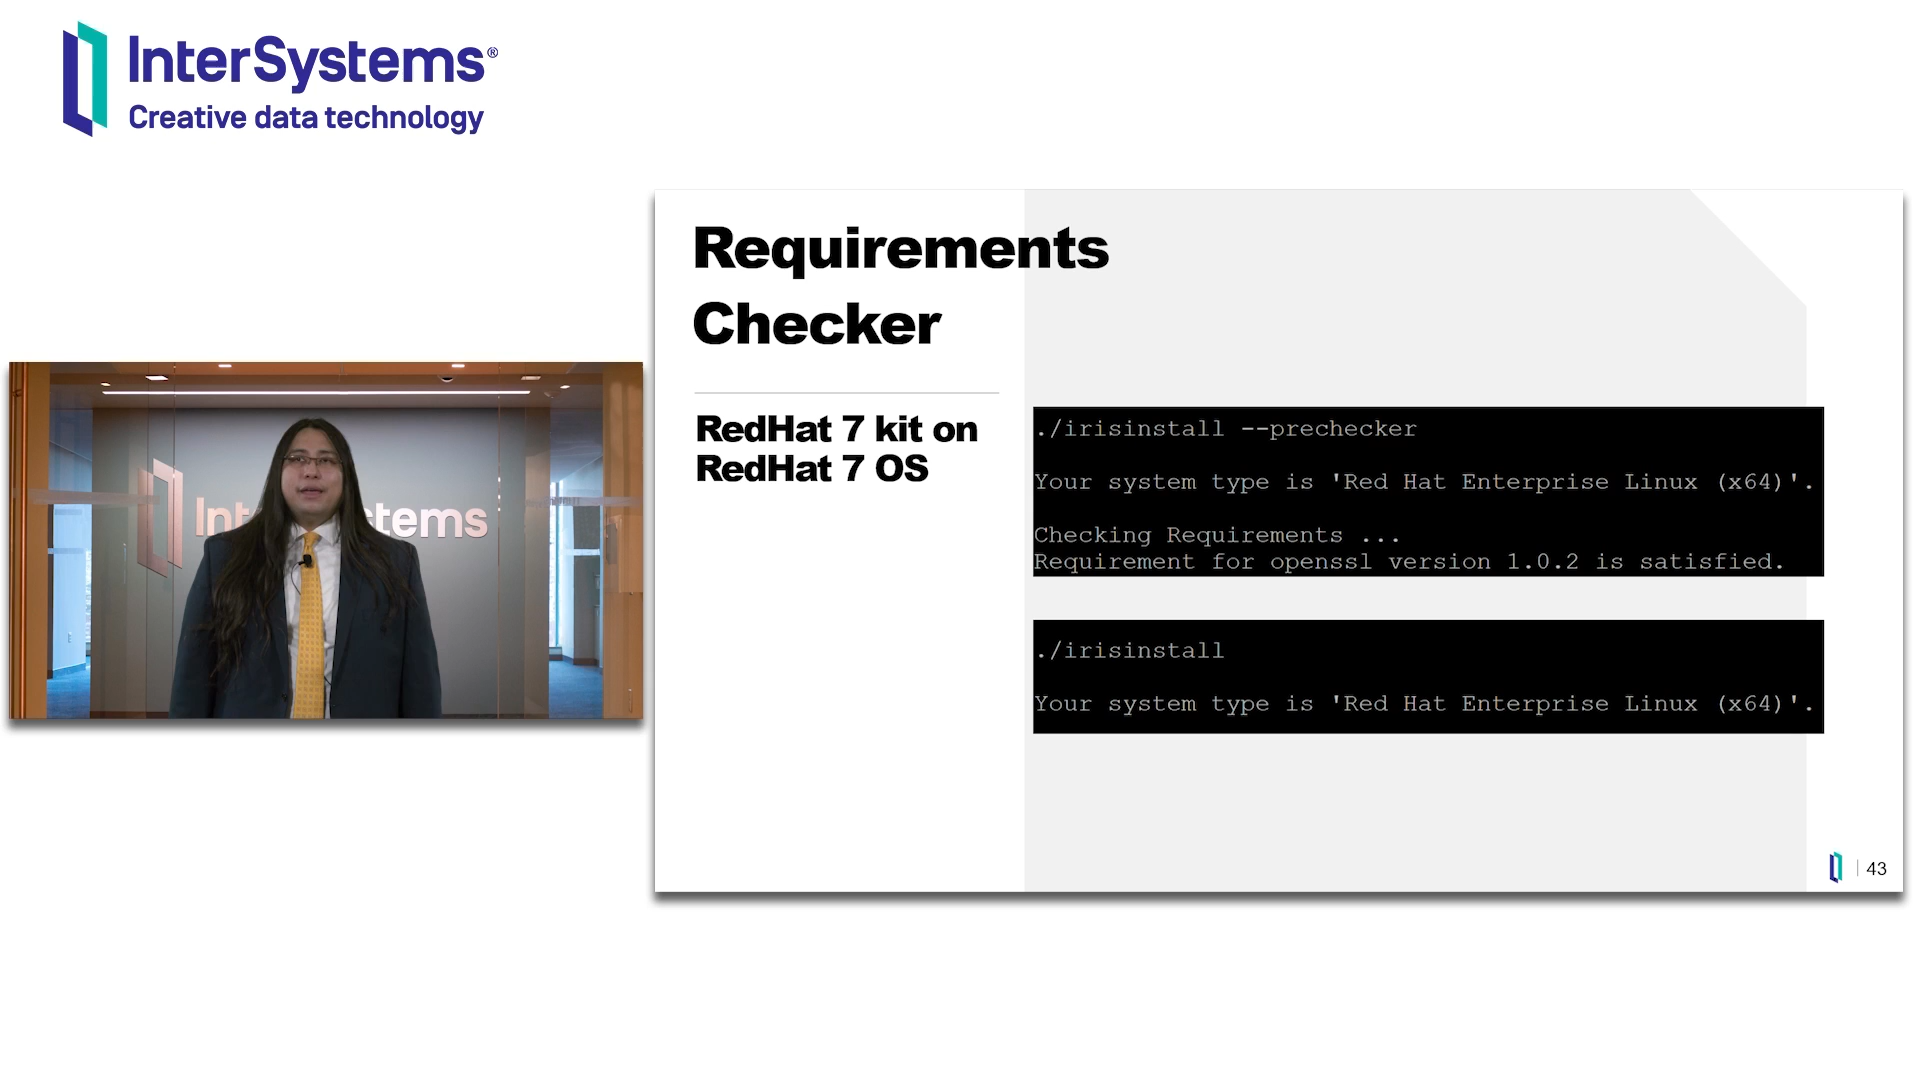 InterSystems®
Creative data technology
Requirements
Checker
RedHat 7 kit on
RedHat 7 OS
./irisinstall --prechecker
Your system type is 'Red Hat Enterprise Linux (x64)'.
Checking Requirements ...
Requirement for openssl version 1.0.2 is satisfied.
./irisinstall
Your system type is 'Red Hat Enterprise Linux (x64)'.
43